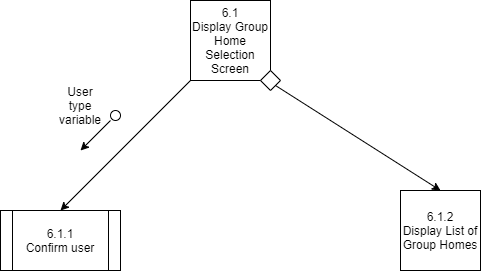 6.1
Display Group
Home
Selection
Screen
User
type
variable
6.1.1
Confirm user
6.1.2
Display List of
Group Homes